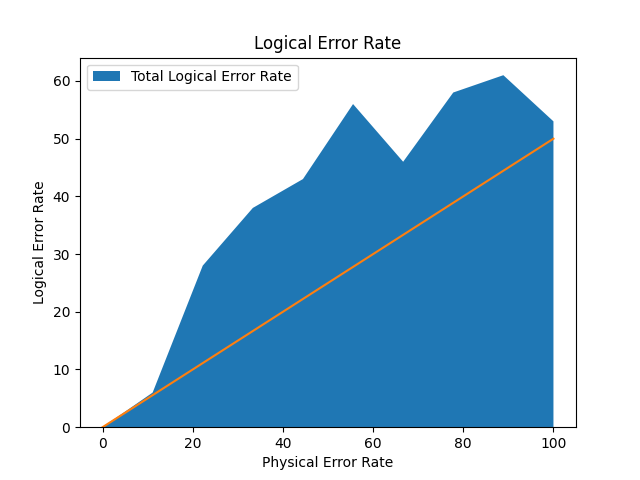 Logical Error Rate
Total Logical Error Rate
Logical Error Rate
60
50
40
30
20
10
0
0 20 40 60 80 100
Physical Error Rate